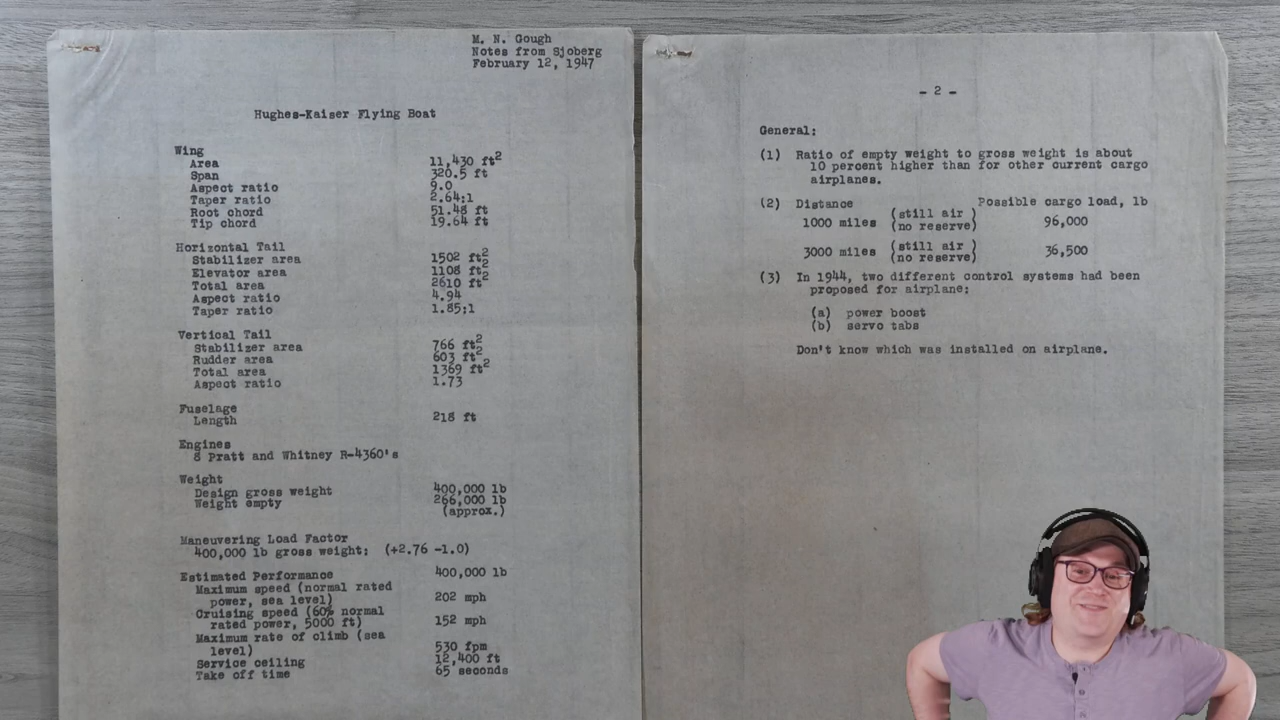 M. N. Gough
Notes from Sjoberg
February 12, 1947
Hughes-Kaiser Flying Boat
Wing
Area 11,430 ft2
Span 320.5 ft
Aspect ratio 9.0
Taper ratio 2.64:1
Root chord 51.48 ft
Tip chord 19.64 ft
Horizontal Tail
Stabilizer area 1502 ft2
Elevator area 1108 ft2
Total area 2610 ft2
Aspect ratio 4.94
Taper ratio 1.85:1
Vertical Tail
Stabilizer area 766 ft2
Rudder area 603 ft2
Total area 1369 ft2
Aspect ratio 1.73
Fuselage
Length 218 ft
Engines
8 Pratt and Whitney R-4360's
Weight
Design gross weight 400,000 lb
Weight empty 266,000 lb
(approx.)
Maneuvering Load Factor
400,000 lb gross weight: (+2.76 -1.0)
Estimated Performance 400,000 lb
Maximum speed (normal rated
power, sea level) 202 mph
Cruising speed (60% normal
rated power, 5000 ft) 152 mph
Maximum rate of climb (sea
level) 530 fpm
Service ceiling 12,400 ft
Take off time 65 seconds
- 2 -
General:
(1) Ratio of empty weight to gross weight is about
10 percent higher than for other current cargo
airplanes.
(2) Distance Possible cargo load, lb
1000 miles (still air no reserve) 96,000
3000 miles (still air no reserve) 36,500
(3) In 1944, two different control systems had been
proposed for airplane:
(a) power boost
(b) servo tabs
Don't know which was installed on airplane.